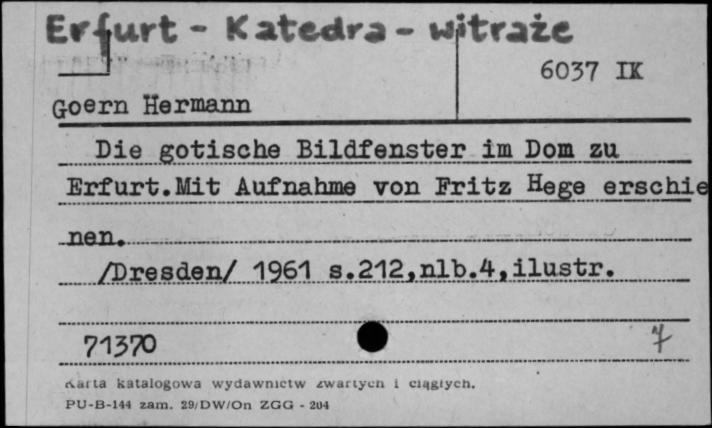 Erfurt - Katedra - witraże
6037 IK
Goern Hermann
Die gotische Bildfenster im Dom zu
Erfurt.Mit Aufnahme von Fritz Hege erschie
nen.
/Dresden/ 1961 s.212,nlb.4,ilustr.
71370
7
Karta katalogowa wydawnictw zwartych i ciągłych.
PU-B-144 zam. 29/DW/On ZGG - 204